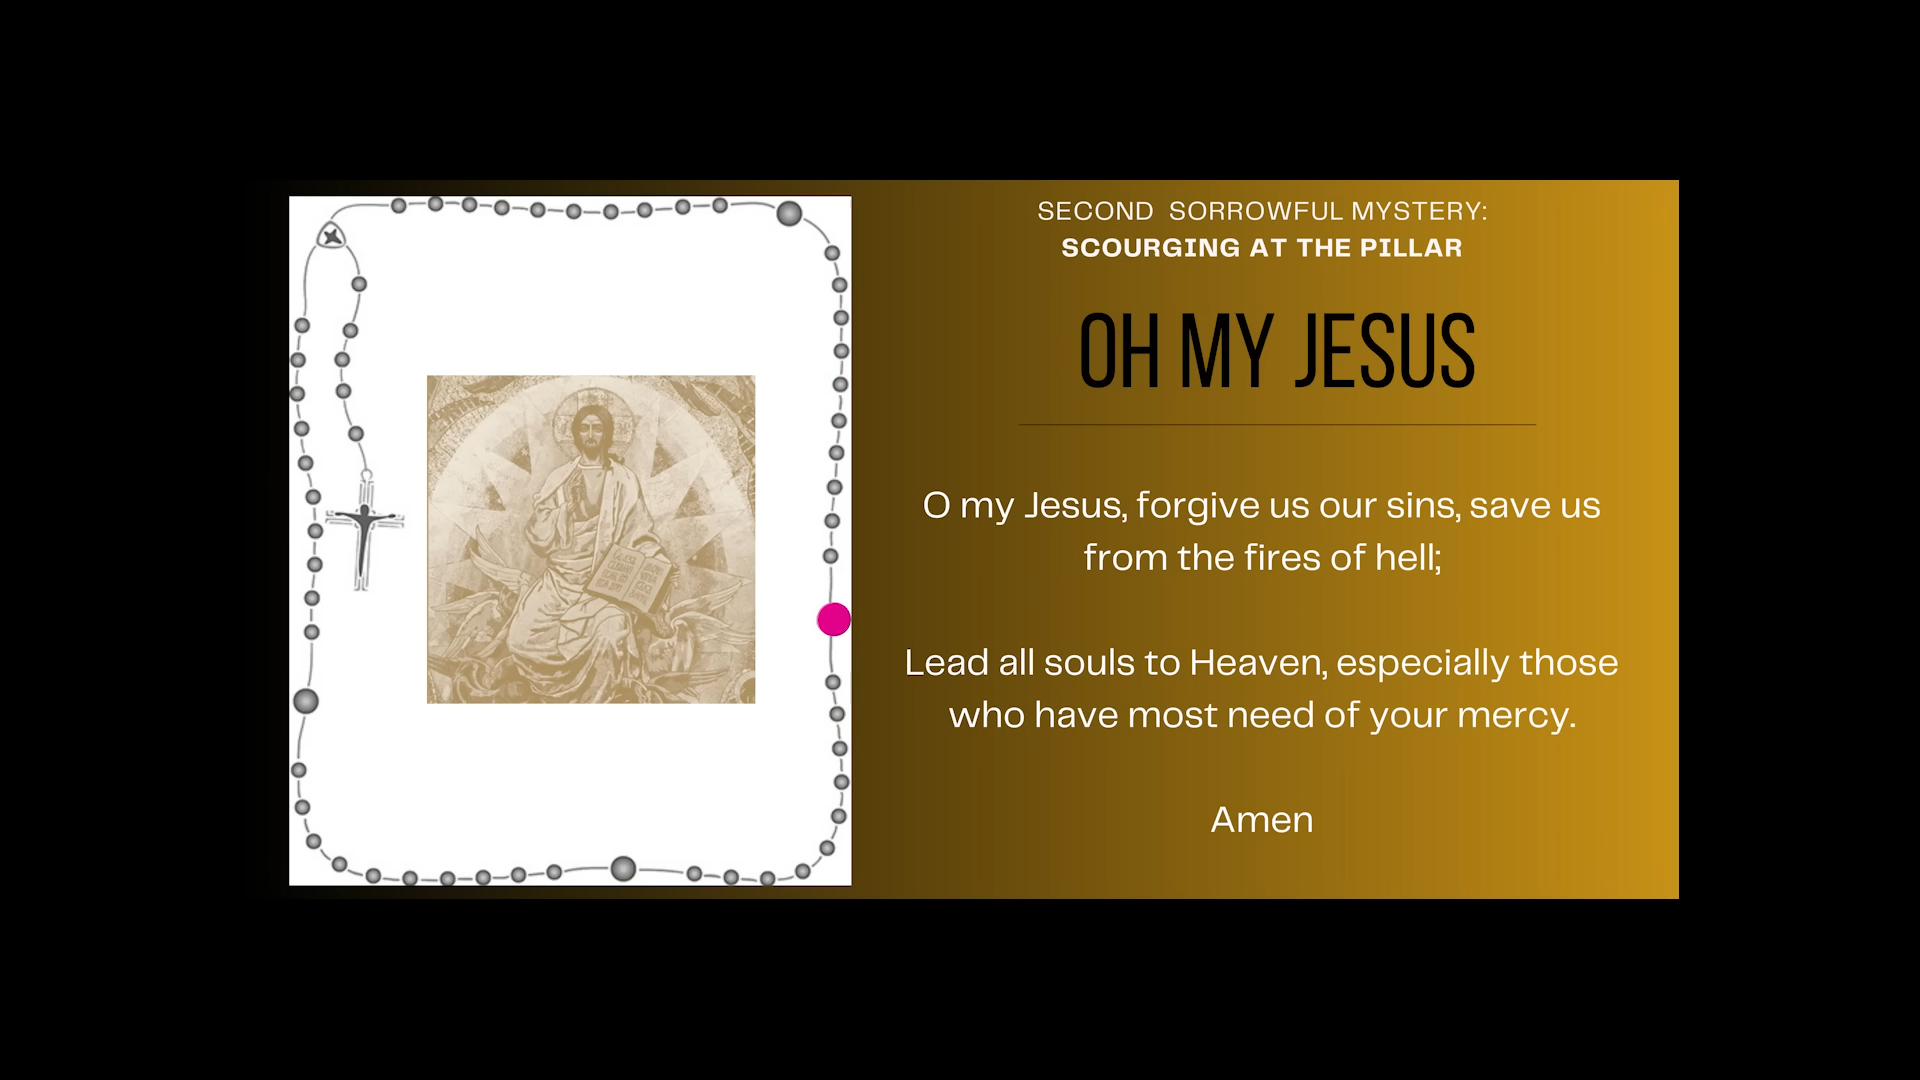 SECOND SORROWFUL MYSTERY:
SCOURGING AT THE PILLAR
OH MY JESUS
O my Jesus, forgive us our sins, save us
from the fires of hell;
Lead all souls to Heaven, especially those
who have most need of your mercy.
Amen